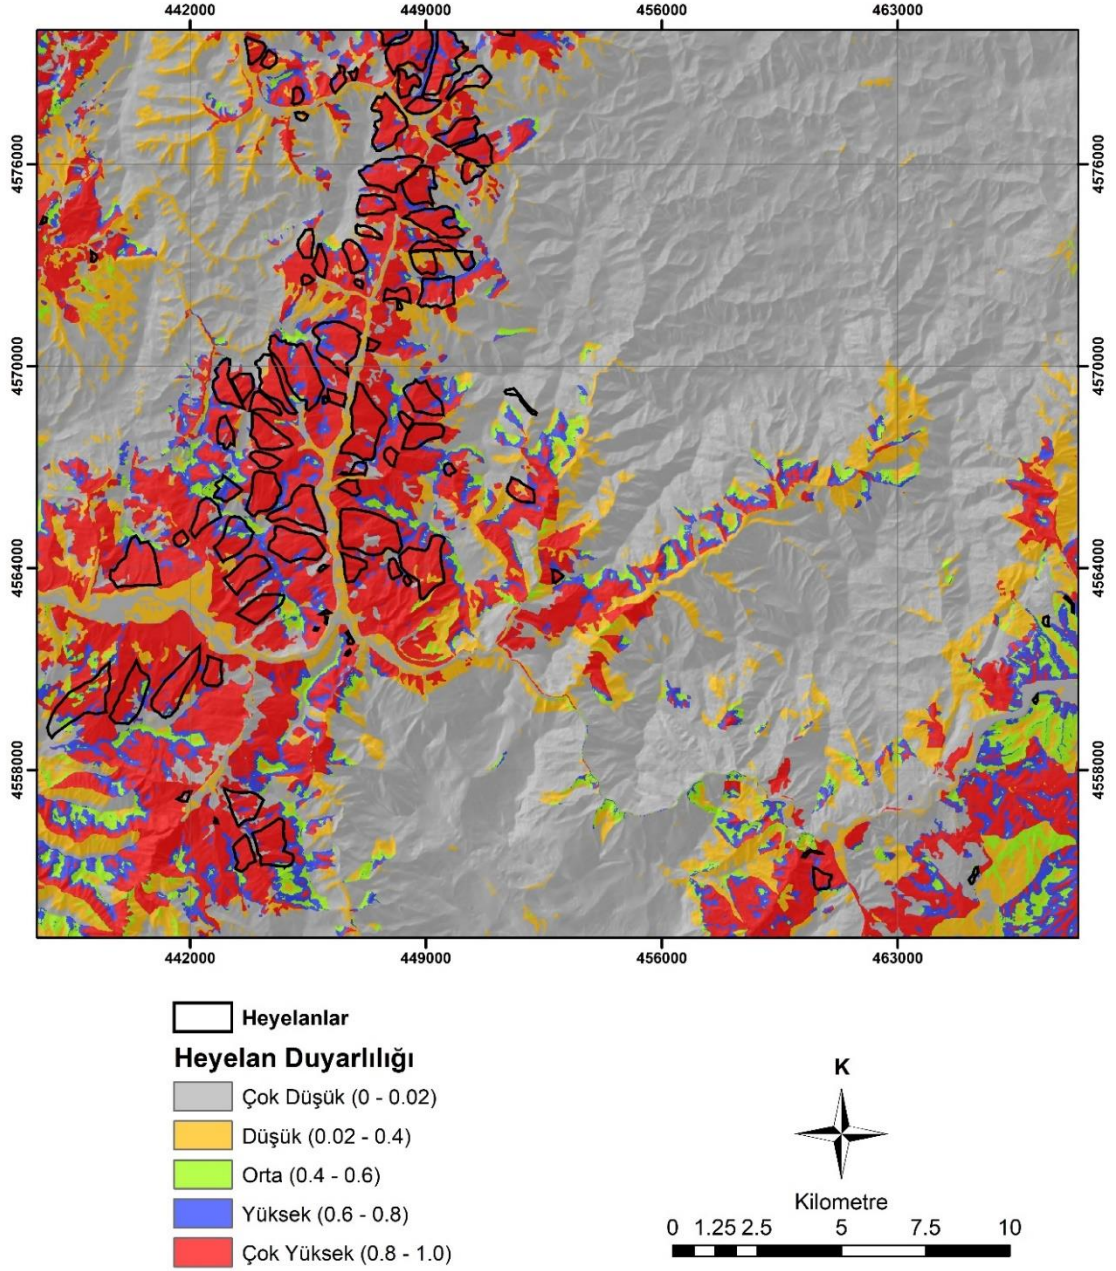 442000 449000 456000 463000
4576000 4576000
4570000 4570000
4564000 4564000
4558000 4558000
442000 449000 456000 463000
Heyelanlar
Heyelan Duyarlılığı
Çok Düşük (0 - 0.02)
Düşük (0.02 - 0.4)
Orta (0.4 - 0.6)
Yüksek (0.6 - 0.8)
Çok Yüksek (0.8 - 1.0)
K
Kilometre
0 1.25 2.5 5 7.5 10